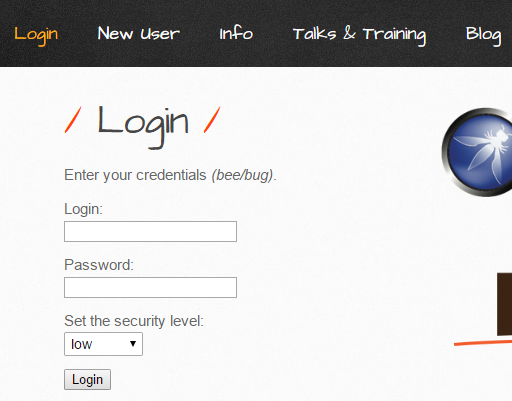 Login New User Info Talks & Training Blog
/ Login /
Enter your credentials (bee/bug).
Login:
Password:
Set the security level:
low
Login